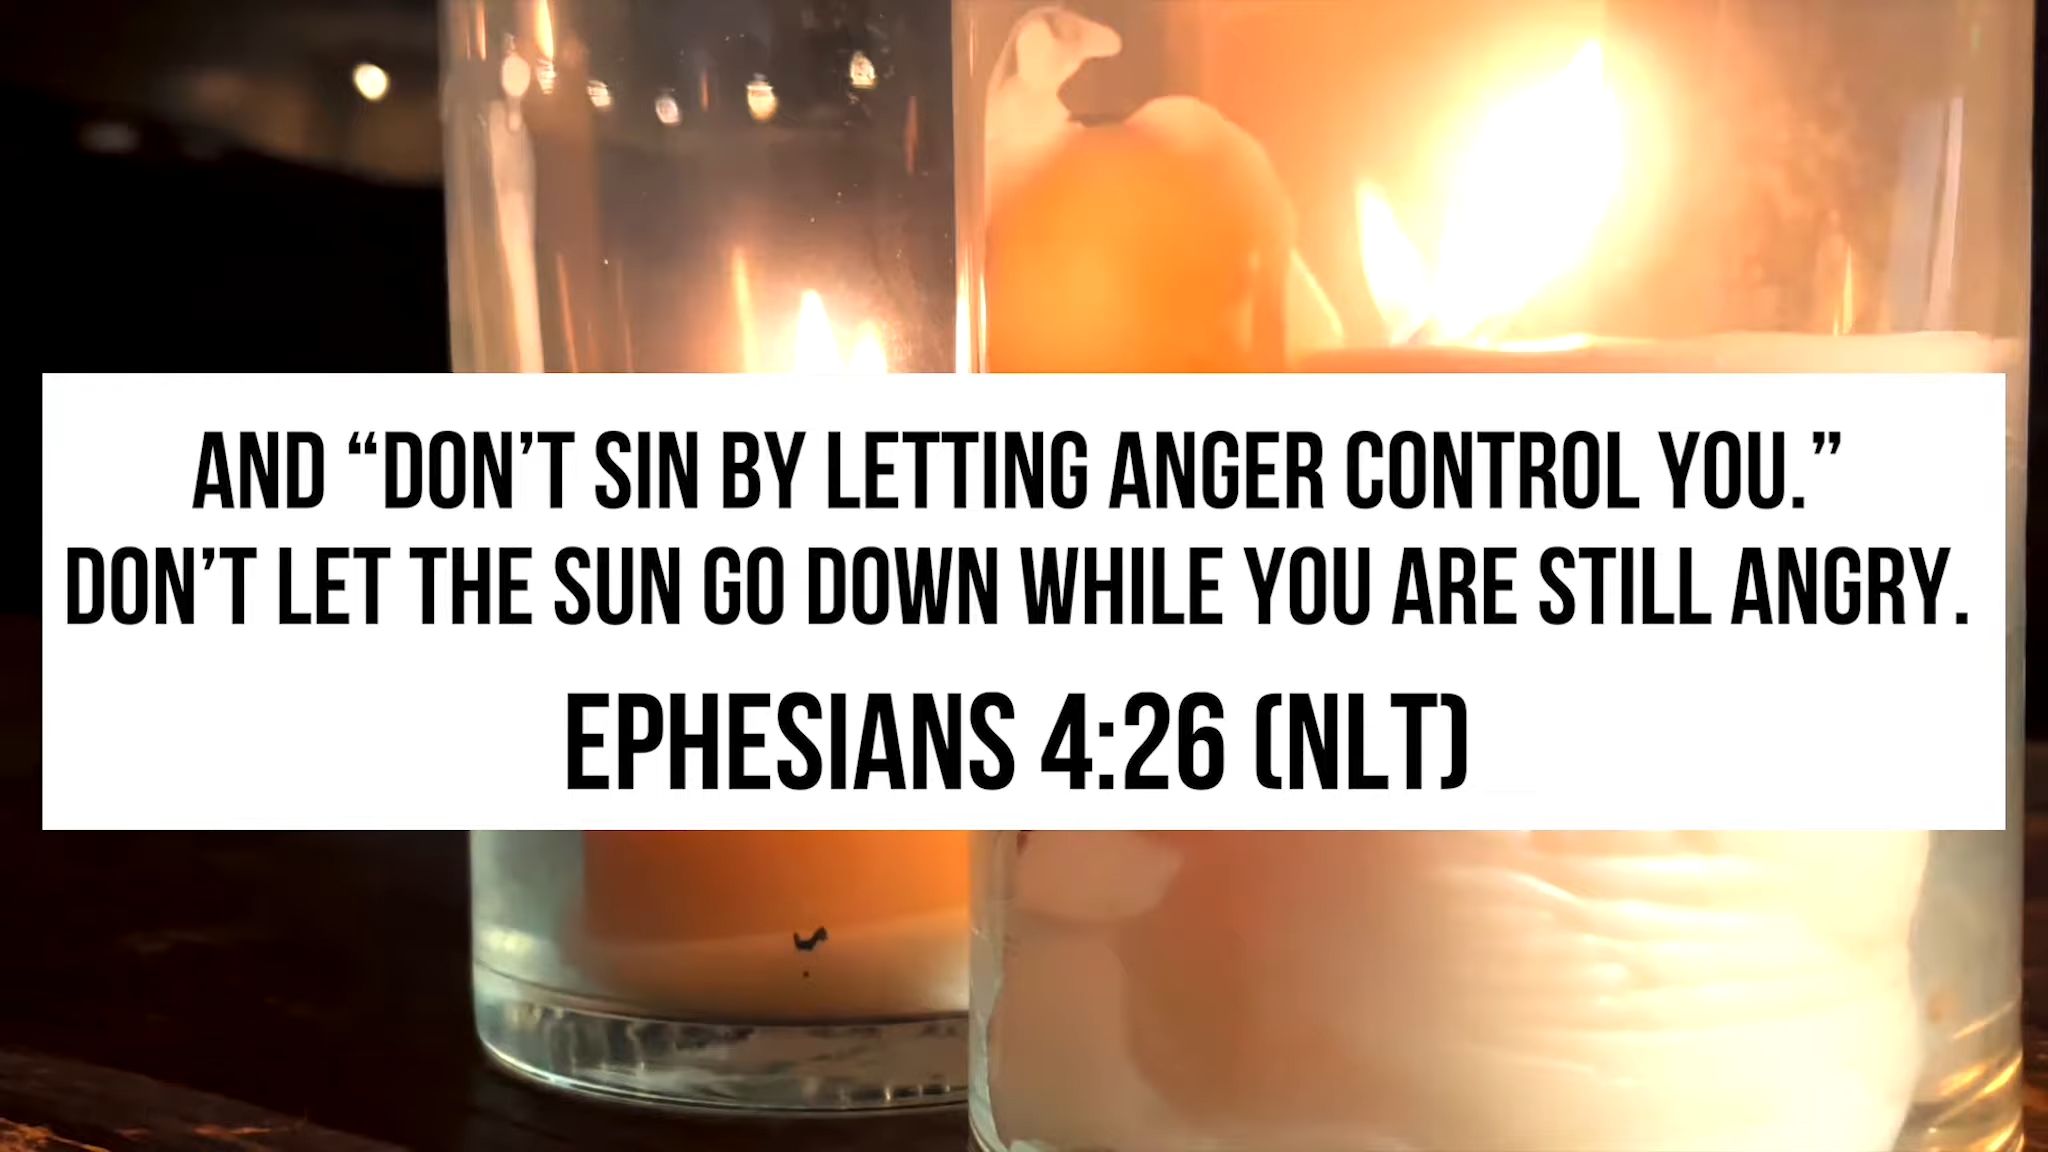 AND “DON’T SIN BY LETTING ANGER CONTROL YOU.”
DON’T LET THE SUN GO DOWN WHILE YOU ARE STILL ANGRY.
EPHESIANS 4:26 (NLT)